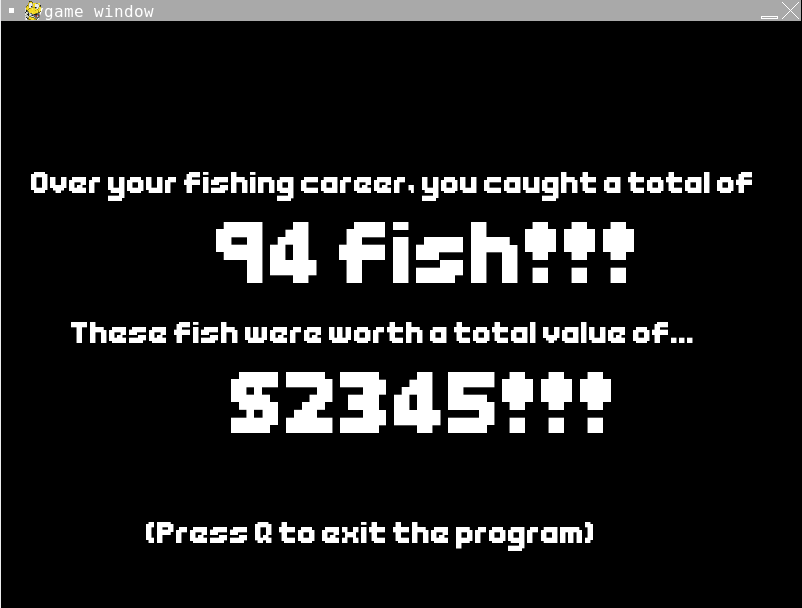 game window
Over your fishing career, you caught a total of
94 fish!!!
These fish were worth a total value of...
$2345!!!
(Press Q to exit the program)